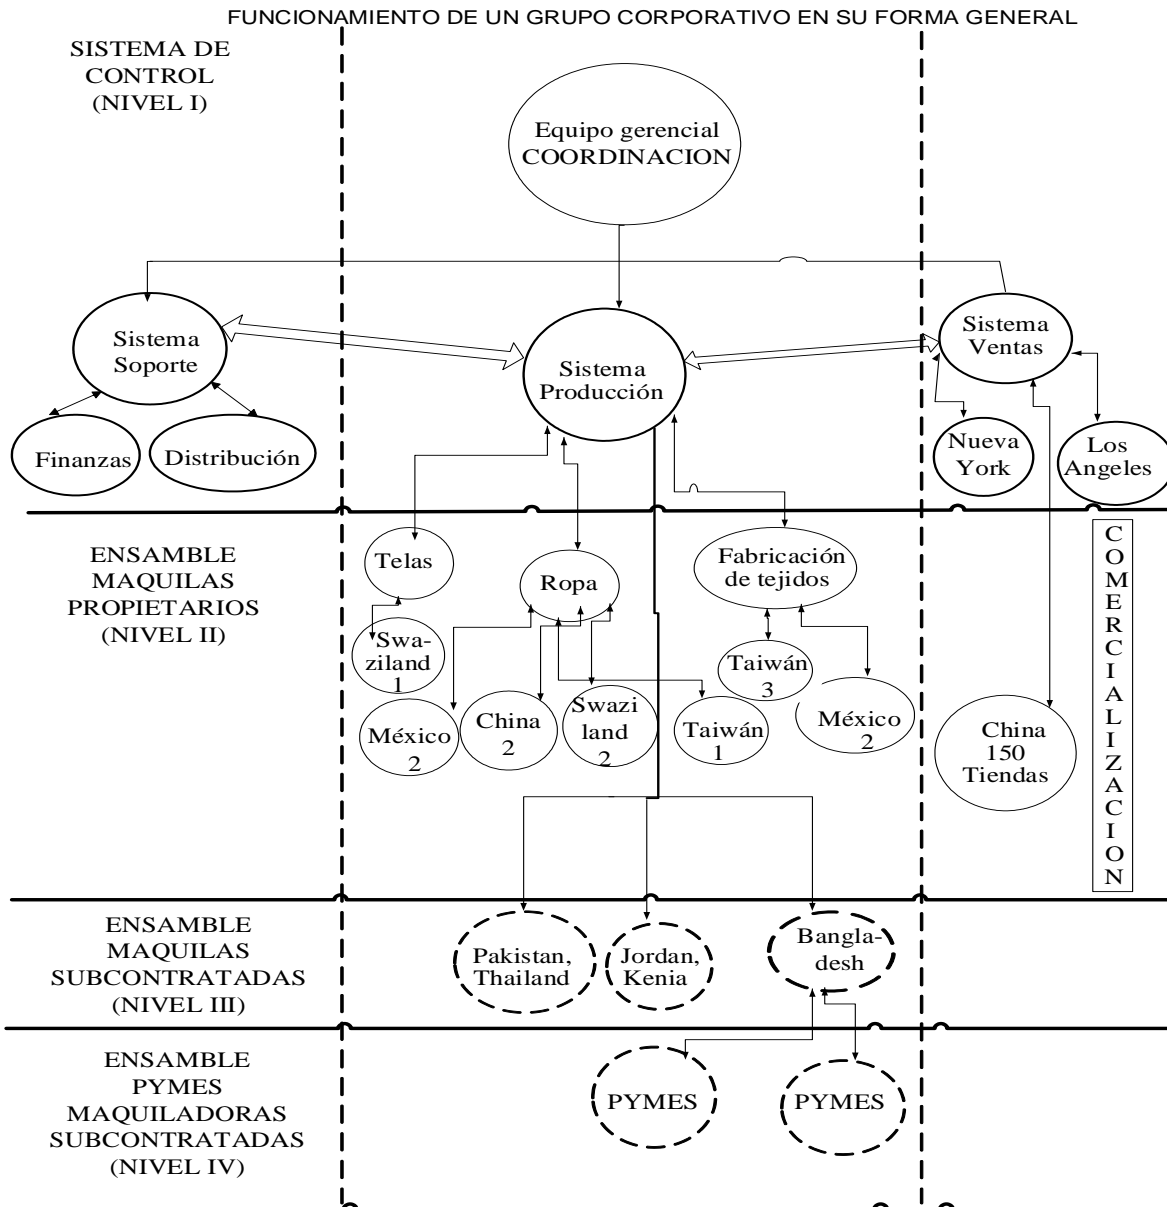 FUNCIONAMIENTO DE UN GRUPO CORPORATIVO EN SU FORMA GENERAL
SISTEMA DE
CONTROL
(NIVEL I)
Equipo gerencial
COORDINACION
Sistema
Soporte
Sistema
Producción
Sistema
Ventas
Finanzas
Distribución
Nueva
York
Los
Angeles
ENSAMBLE
MAQUILAS
PROPIETARIOS
(NIVEL II)
Telas
Ropa
Fabricación
de tejidos
Swa-
ziland
1
México
2
China
2
Swazi
land
2
Taiwán
1
Taiwán
3
México
2
China
150
Tiendas
COMERCIALIZACION
ENSAMBLE
MAQUILAS
SUBCONTRATADAS
(NIVEL III)
Pakistan,
Thailand
Jordan,
Kenia
Bangla-
desh
ENSAMBLE
PYMES
MAQUILADORAS
SUBCONTRATADAS
(NIVEL IV)
PYMES
PYMES